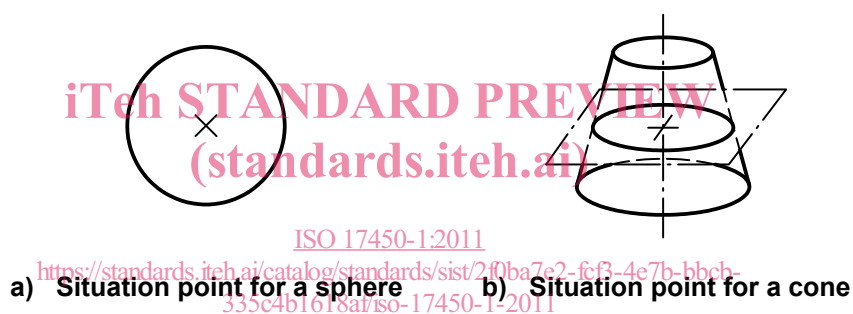 iTeh STANDARD PREVIEW
(standards.iteh.ai)
ISO 17450-1:2011
https://standards.iteh.ai/catalog/standards/sist/2f0ba7e2-fcf3-4e7b-bbcb-
a) Situation point for a sphere b) Situation point for a cone
335c4b1618af/iso-17450-1-2011